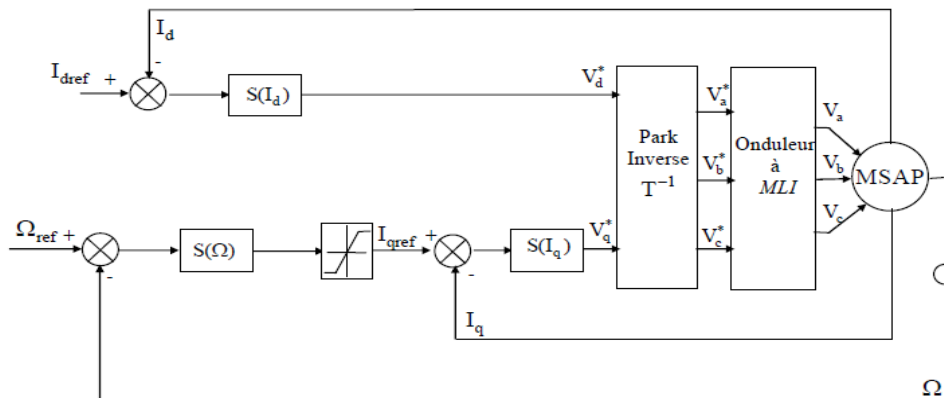 I_d
-
I_dref +
S(I_d)
V_d^*
Park
Inverse
T^{-1}
V_a^*
V_b^*
V_c^*
Onduleur
à
MLI
V_a
V_b
V_c
MSAP
Ω_ref +
-
S(Ω)
I_qref +
-
S(I_q)
V_q^*
I_q
Ω